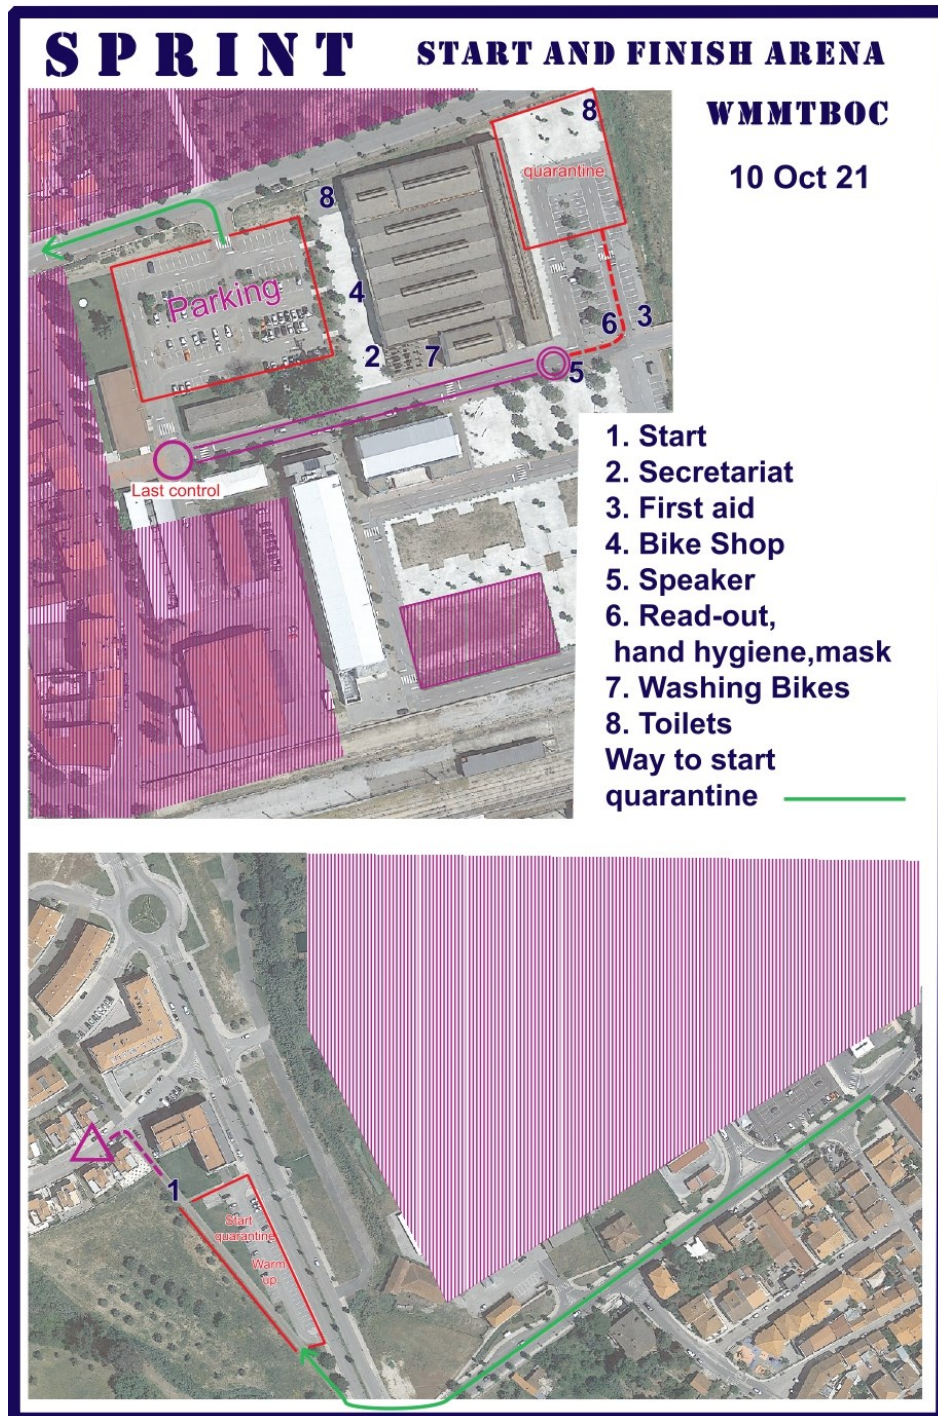 SPRINT START AND FINISH ARENA
WMMTBOC
10 Oct 21
8
quarantine
8
Parking
4
3
6
2
7
5
Last control
1. Start
2. Secretariat
3. First aid
4. Bike Shop
5. Speaker
6. Read-out,
hand hygiene,mask
7. Washing Bikes
8. Toilets
Way to start
quarantine
1
Start
quarantine
Warm
up